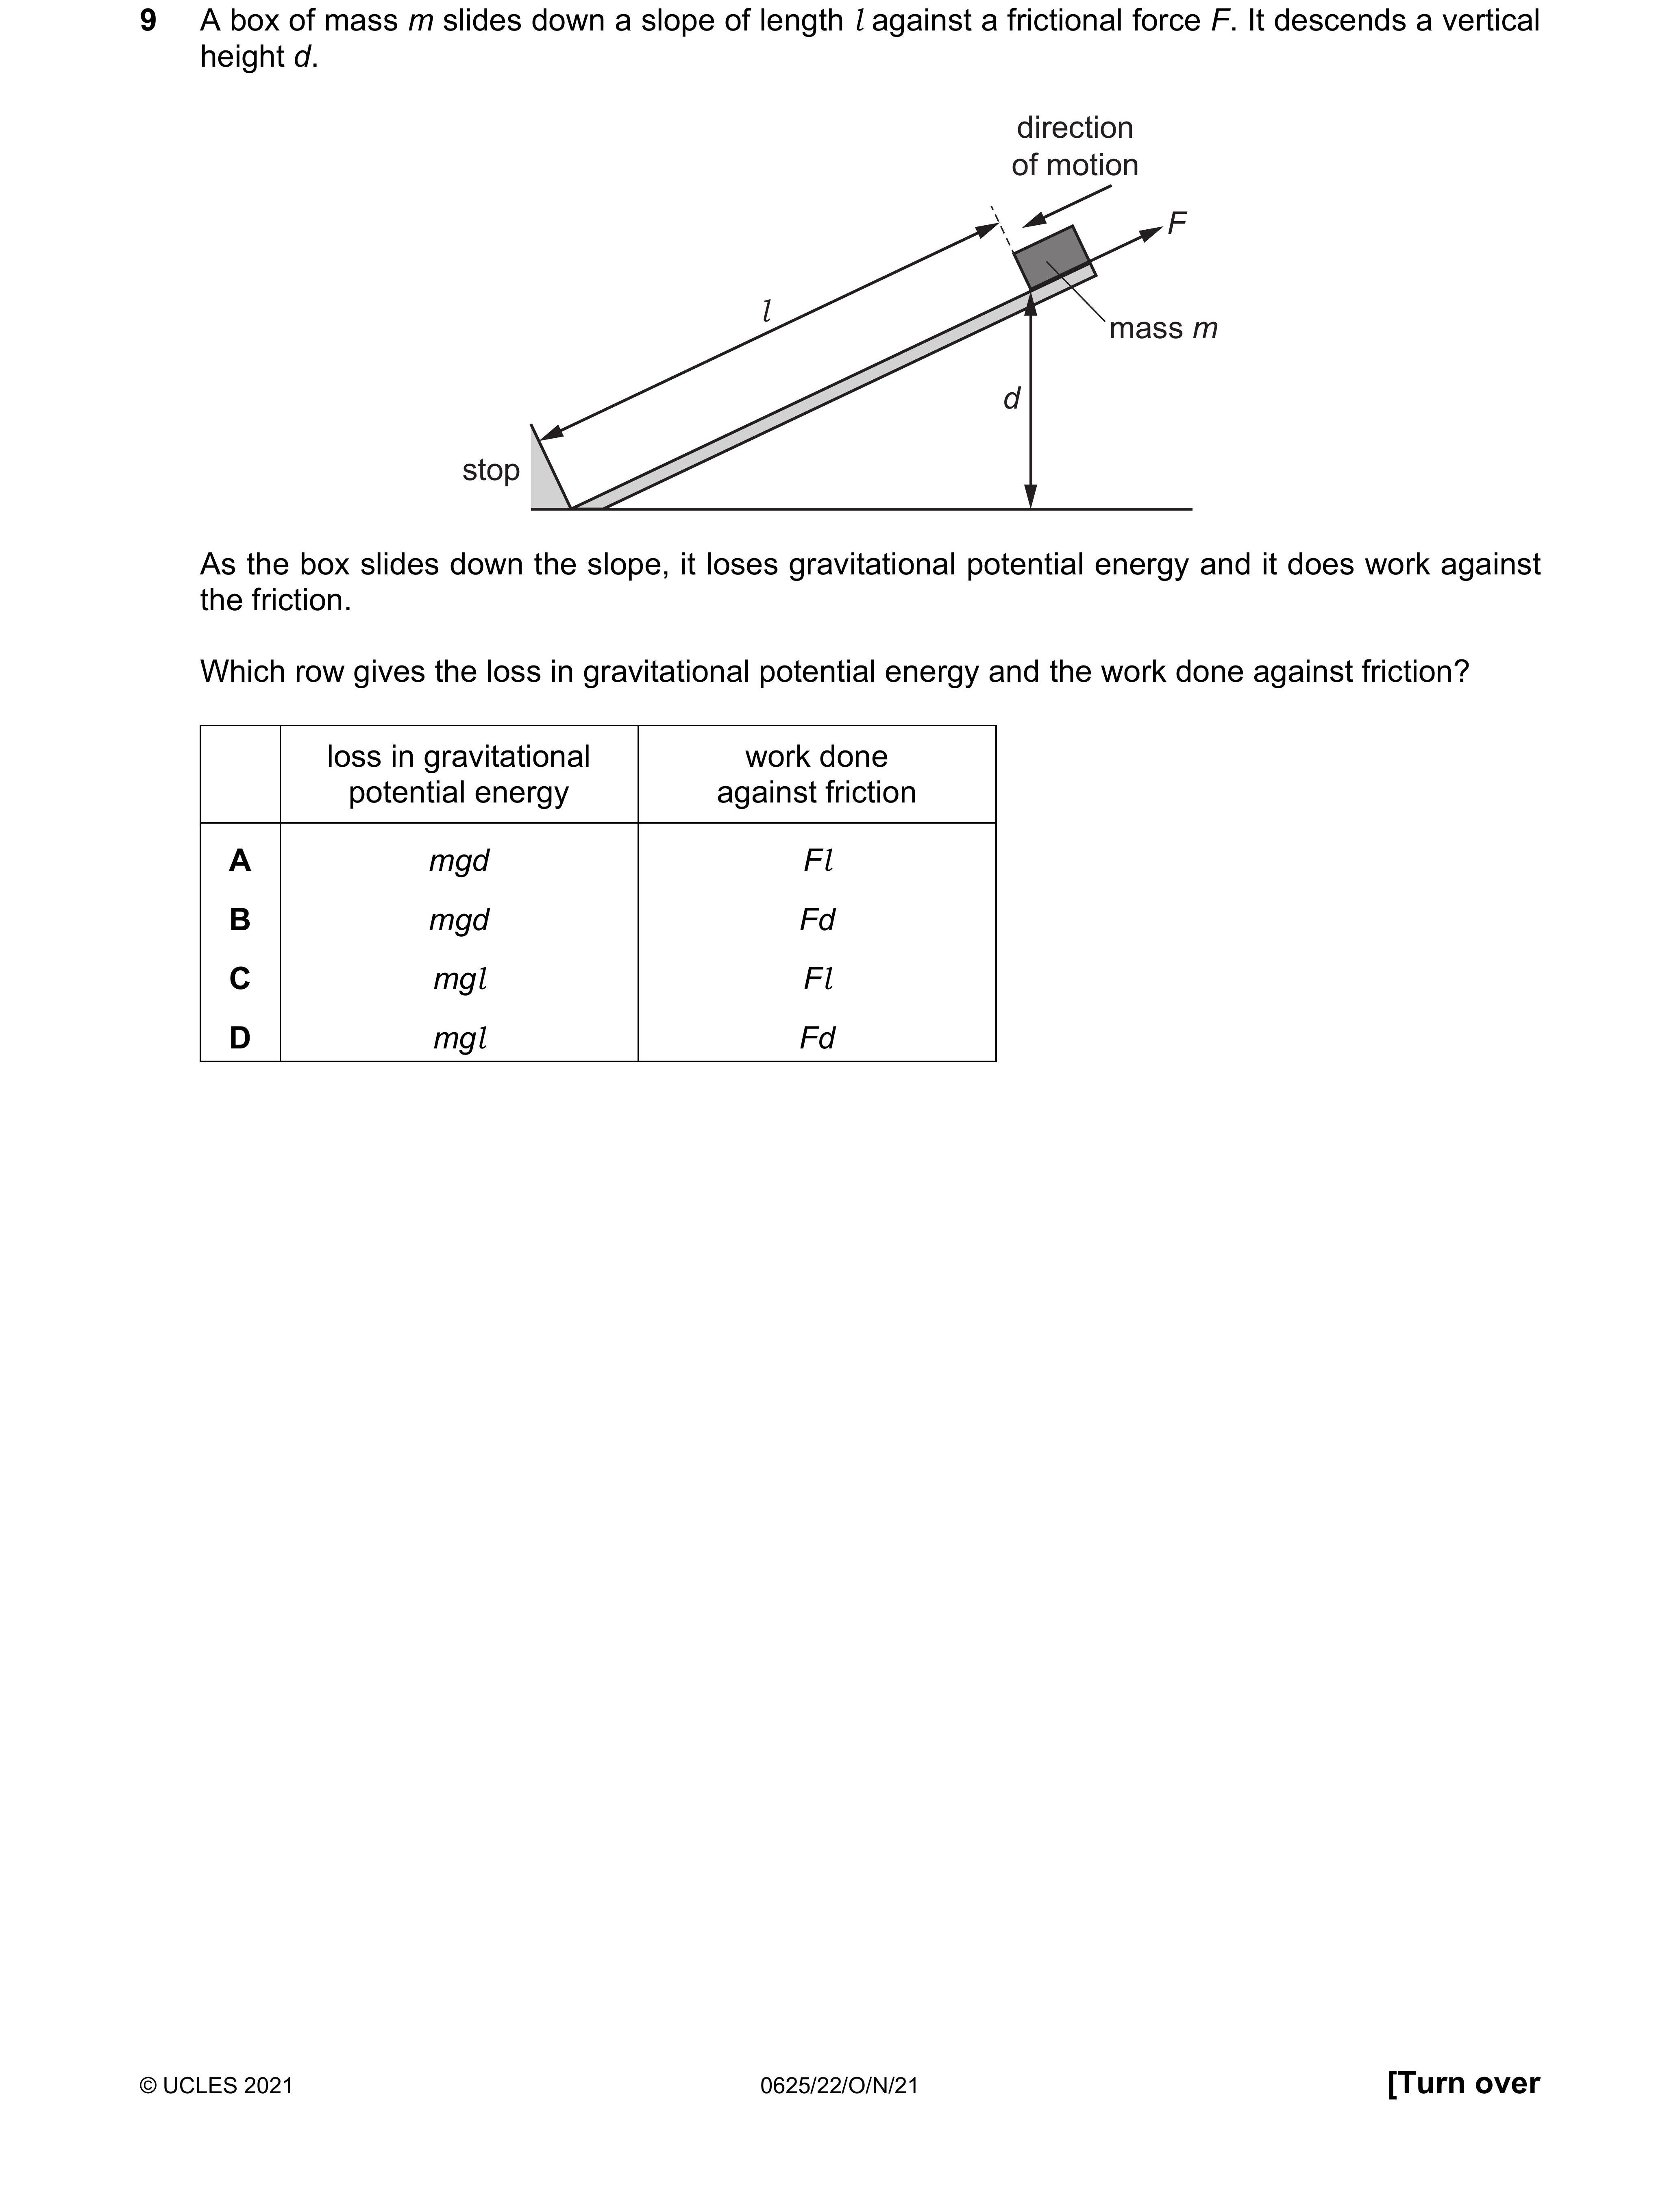 9 A box of mass m slides down a slope of length l against a frictional force F. It descends a vertical
height d.
direction
of motion
F
l
mass m
d
stop
As the box slides down the slope, it loses gravitational potential energy and it does work against
the friction.
Which row gives the loss in gravitational potential energy and the work done against friction?
loss in gravitational potential energy work done against friction
A mgd Fl
B mgd Fd
C mgl Fl
D mgl Fd
© UCLES 2021 0625/22/O/N/21 [Turn over